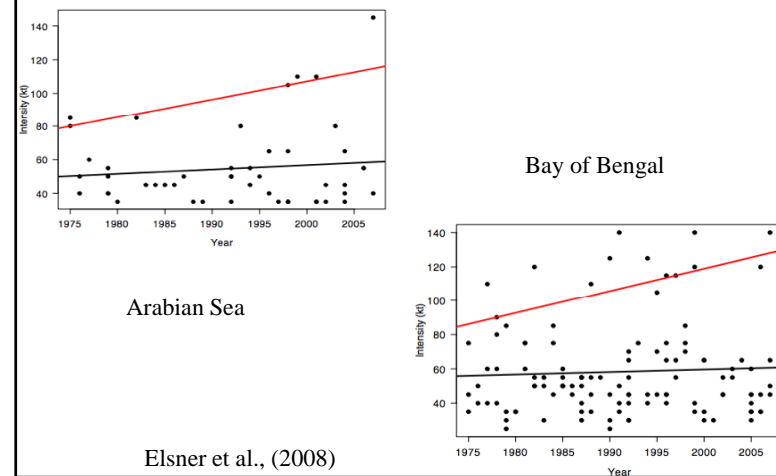 140
120
100
80
60
40
Intensity (kt)
1975 1980 1985 1990 1995 2000 2005
Year
Arabian Sea
Bay of Bengal
140
120
100
80
60
40
Intensity (kt)
1975 1980 1985 1990 1995 2000 2005
Year
Elsner et al., (2008)